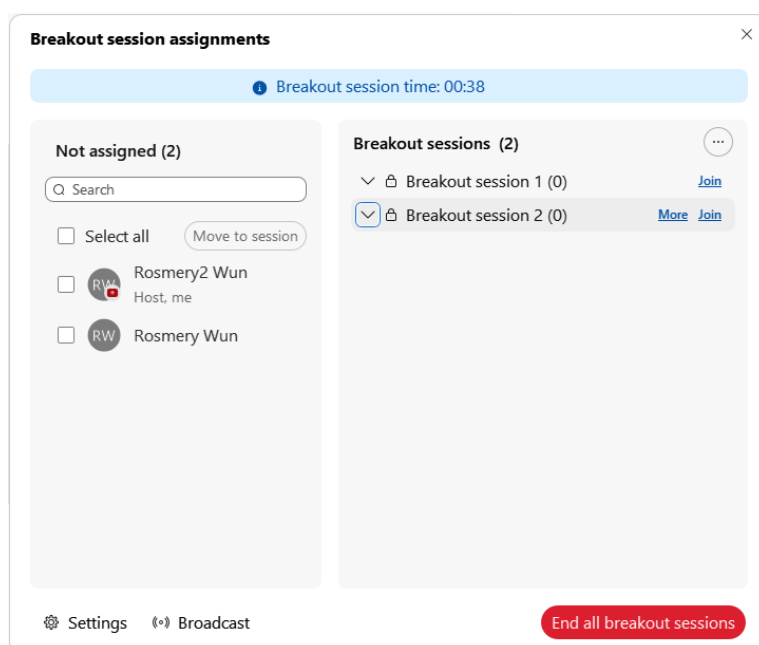 Breakout session assignments
Breakout session time: 00:38
Not assigned (2)
Search
Select all
Move to session
RW
Rosmery2 Wun
Host, me
RW
Rosmery Wun
Breakout sessions (2)
Breakout session 1 (0)
Join
Breakout session 2 (0)
More
Join
Settings
Broadcast
End all breakout sessions